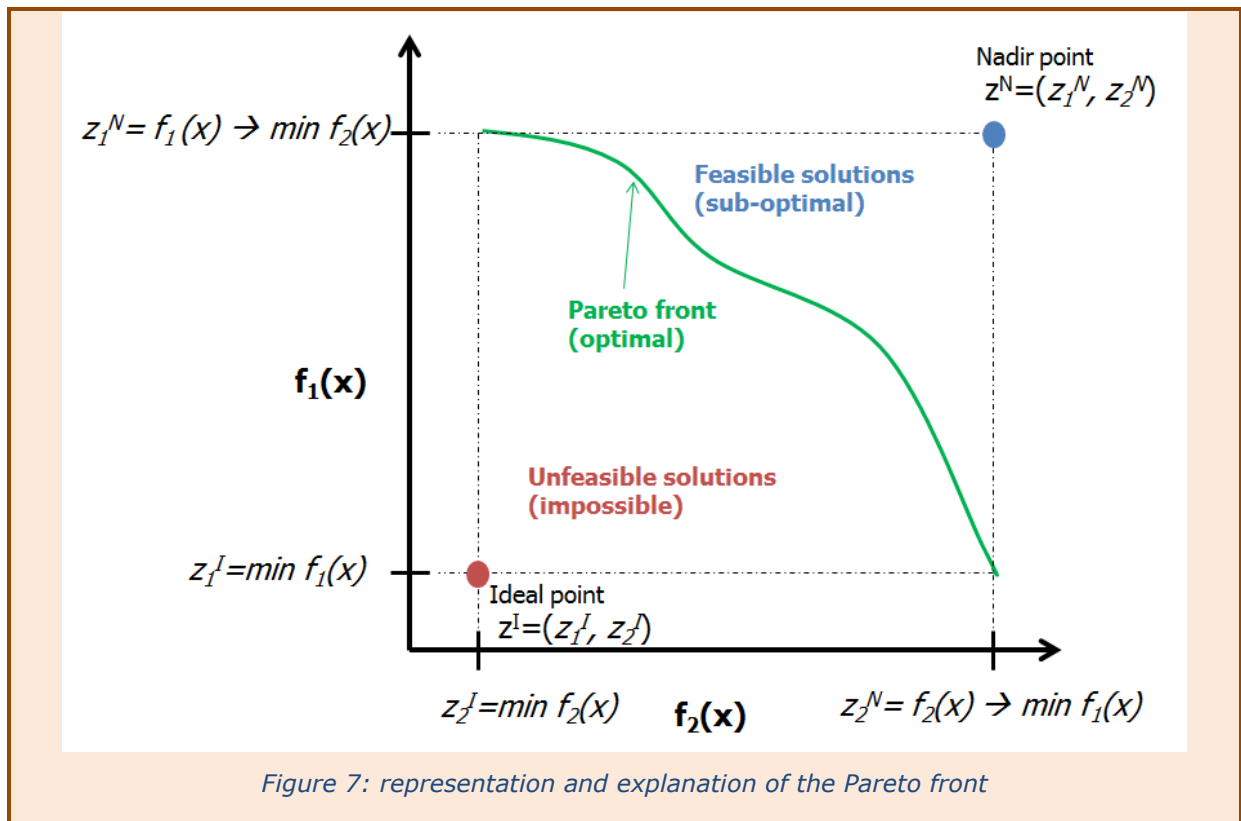 Nadir point
z^N=(z_1^N, z_2^N)
z_1^N= f_1(x) → min f_2(x)
Feasible solutions
(sub-optimal)
Pareto front
(optimal)
f_1(x)
Unfeasible solutions
(impossible)
z_1^I=min f_1(x)
Ideal point
z^I=(z_1^I, z_2^I)
z_2^I=min f_2(x)
f_2(x)
z_2^N= f_2(x) → min f_1(x)
Figure 7: representation and explanation of the Pareto front